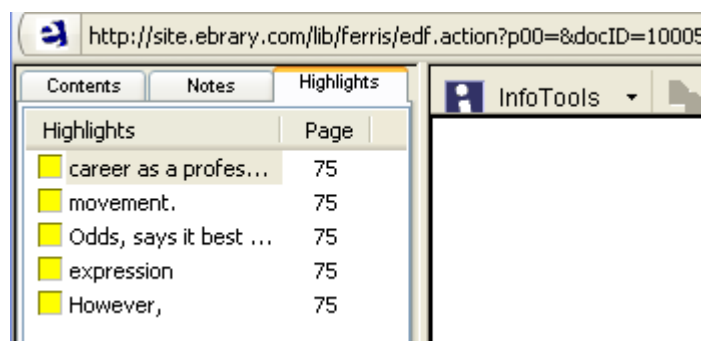 http://site.ebrary.com/lib/ferris/edf.action?p00=&docID=10005
Contents Notes Highlights
InfoTools
Highlights Page
career as a profes... 75
movement. 75
Odds, says it best ... 75
expression 75
However, 75